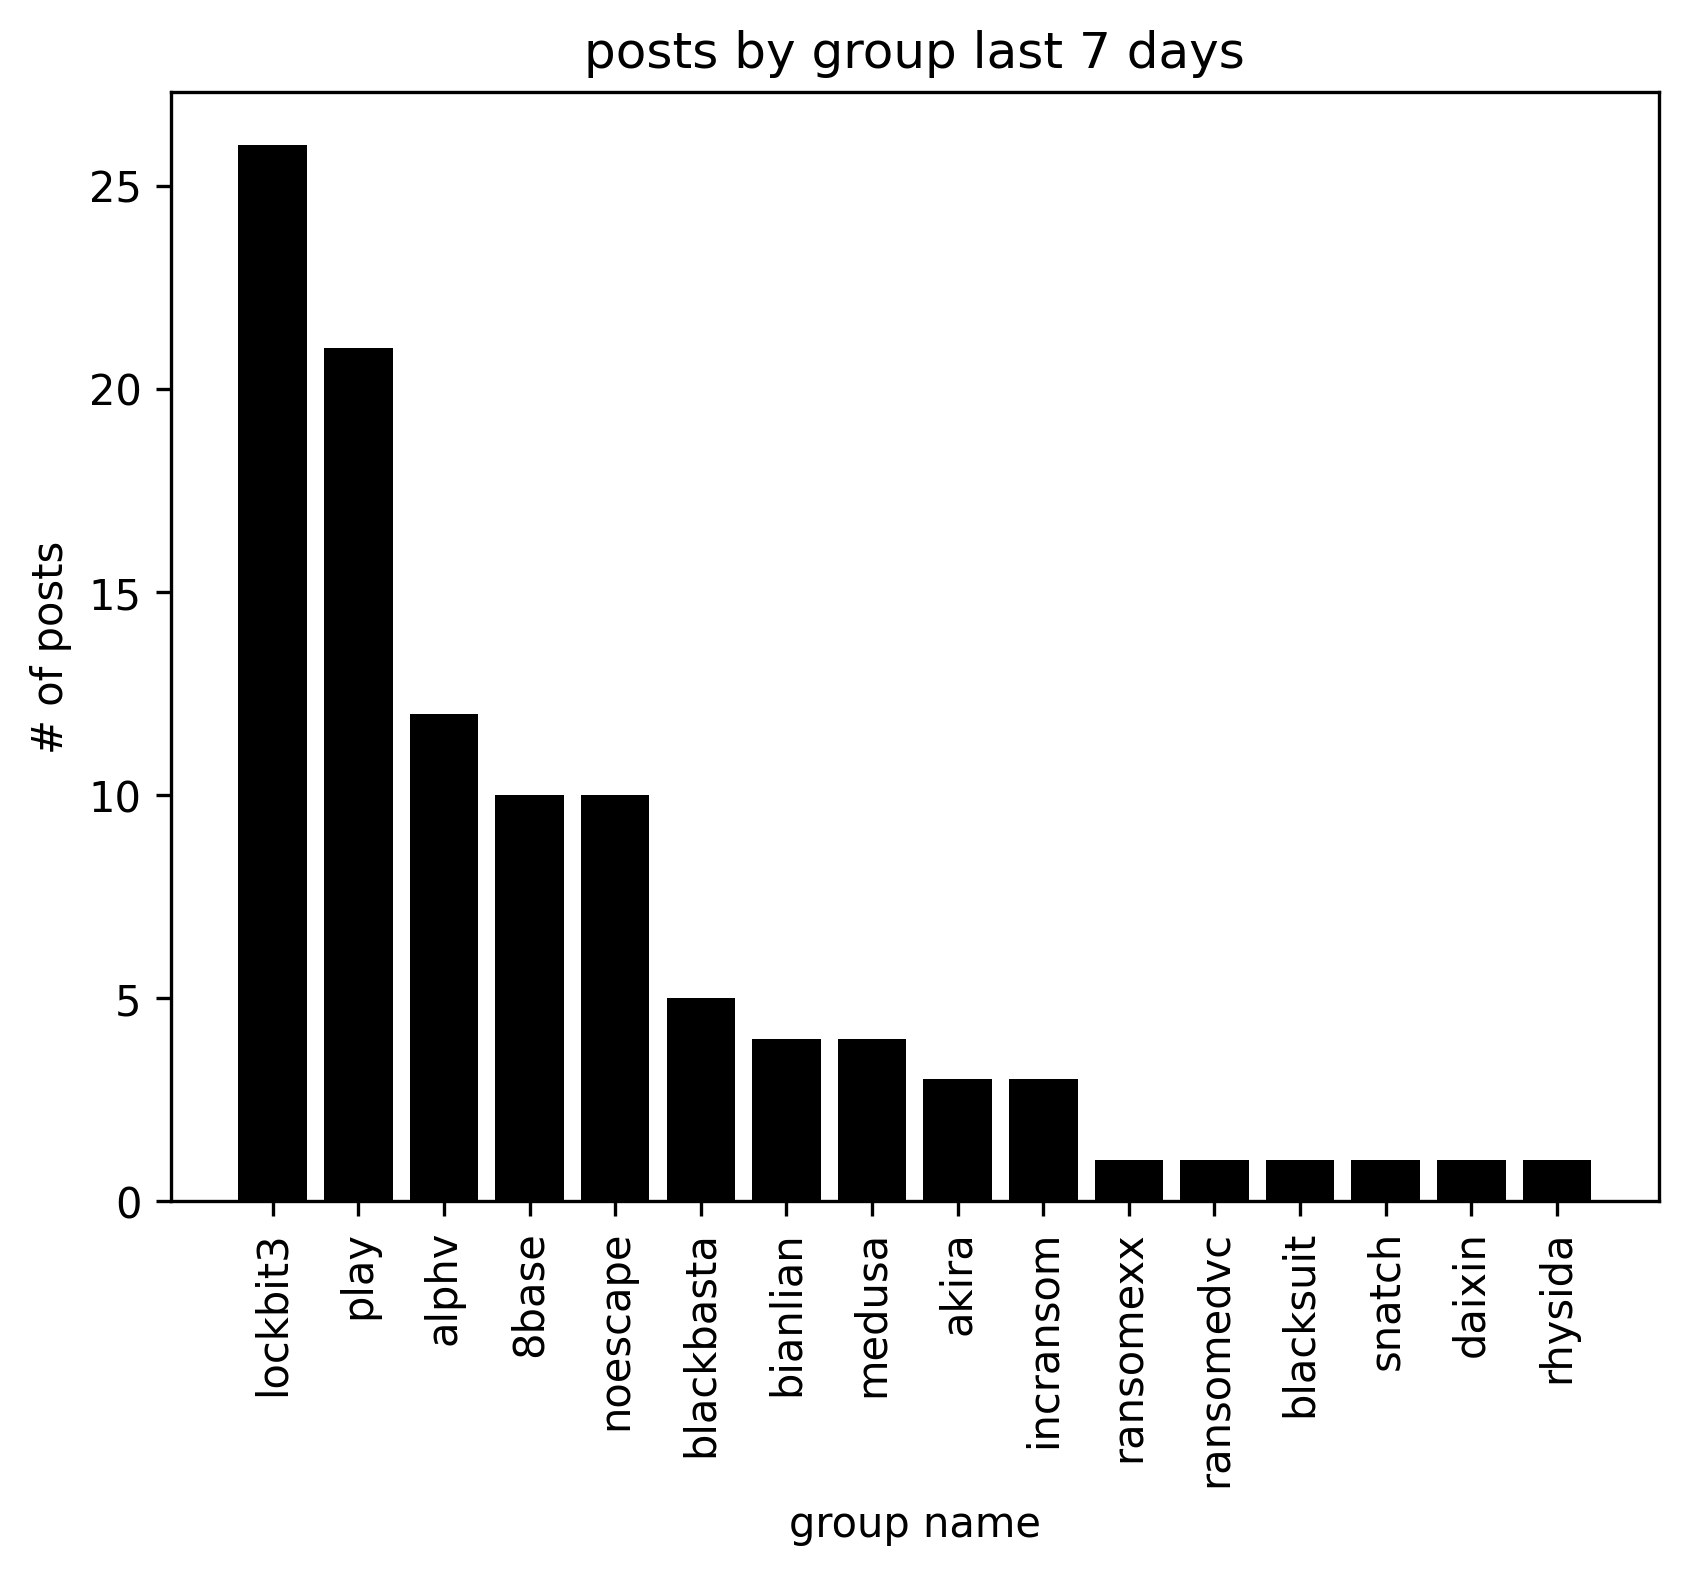 posts by group last 7 days
# of posts
25
20
15
10
5
0
lockbit3
play
alphv
8base
noescape
blackbasta
bianlian
medusa
akira
incransom
ransomexx
ransomedvc
blacksuit
snatch
daixin
rhysida
group name